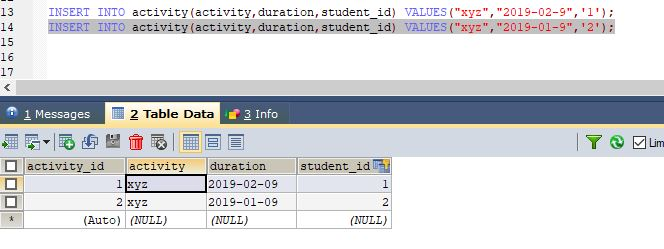 13 INSERT INTO activity(activity,duration,student_id) VALUES("xyz","2019-02-9",'1');
14 INSERT INTO activity(activity,duration,student_id) VALUES("xyz","2019-01-9",'2');
15
16
17
1 Messages 2 Table Data 3 Info
Lim
activity_id activity duration student_id
1 xyz 2019-02-09 1
2 xyz 2019-01-09 2
* (Auto) (NULL) (NULL) (NULL)